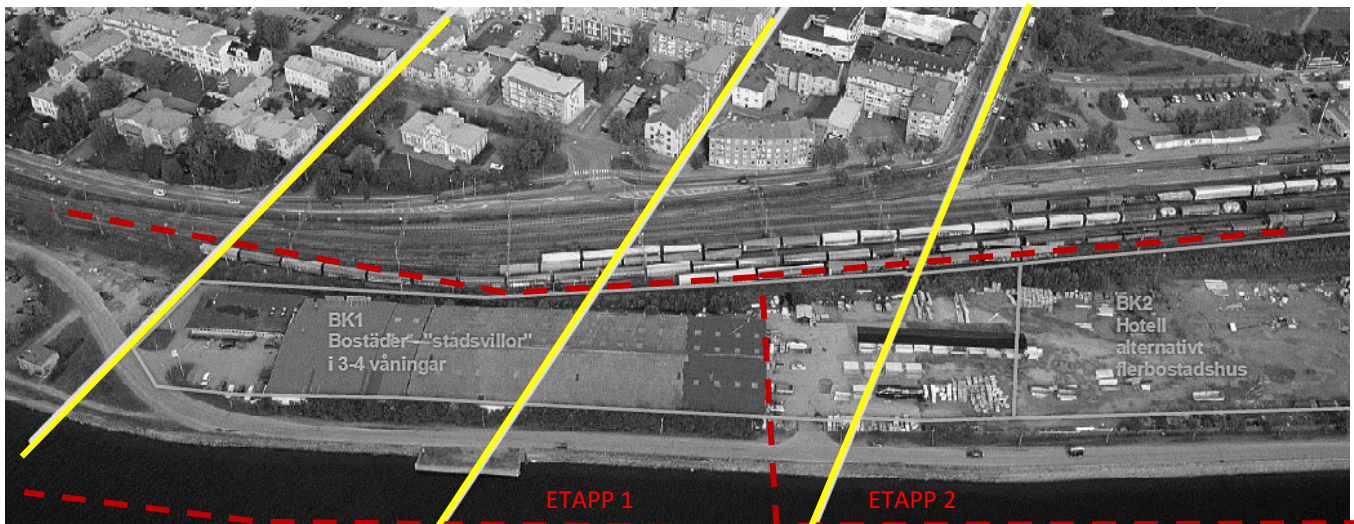 BK1
Bostäder - "stadsvillor"
i 3-4 våningar
BK2
Hotell
alternativt
flerbostadshus
ETAPP 1
ETAPP 2